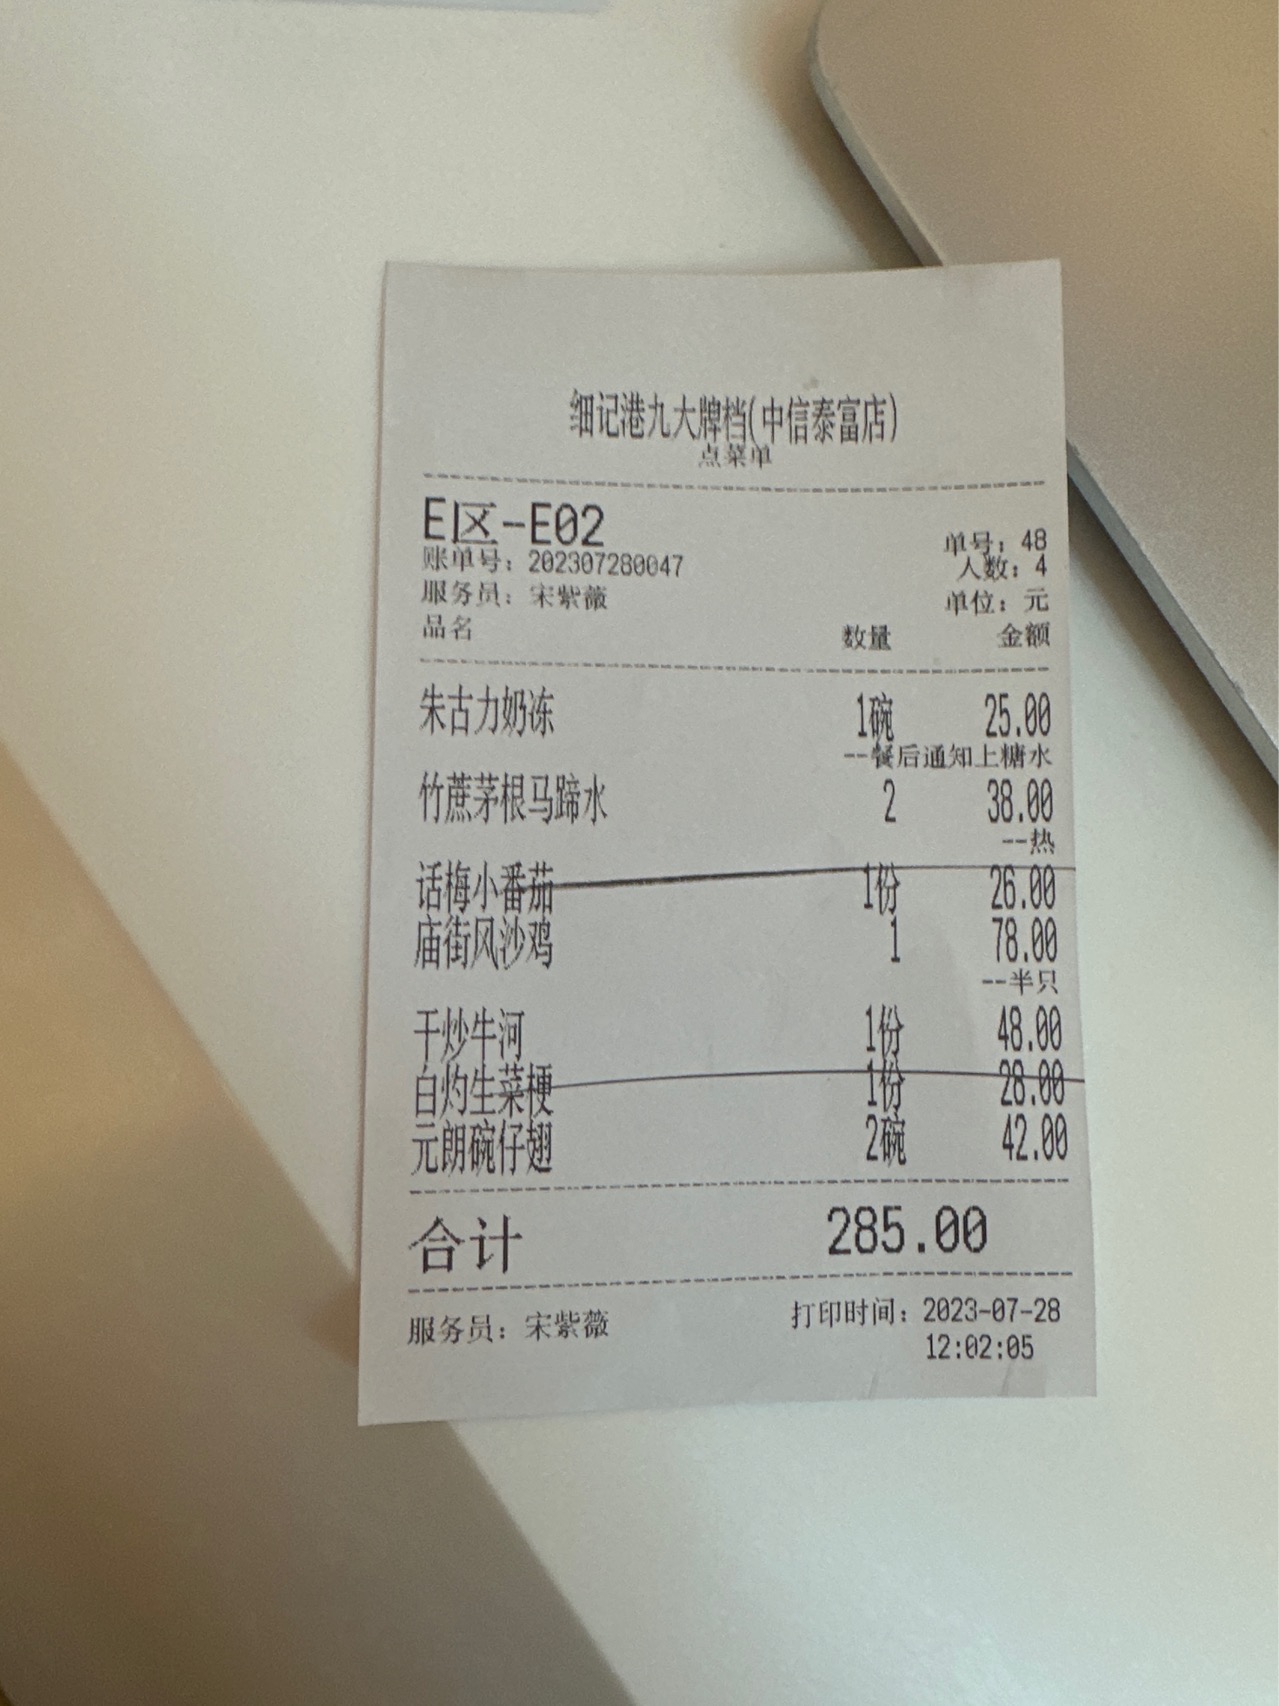 细记港九大牌档(中信泰富店)
点菜单
E区-E02
单号：48
账单号：202307280047
人数：4
服务员：宋紫薇
单位：元
品名 数量 金额
朱古力奶冻 1碗 25.00
--餐后通知上糖水
竹蔗茅根马蹄水 2 38.00
--热
话梅小番茄 1份 26.00
庙街风沙鸡 1 78.00
--半只
干炒牛河 1份 48.00
白灼生菜梗 1份 28.00
元朗碗仔翅 2碗 42.00
合计 285.00
服务员：宋紫薇 打印时间：2023-07-28
12:02:05